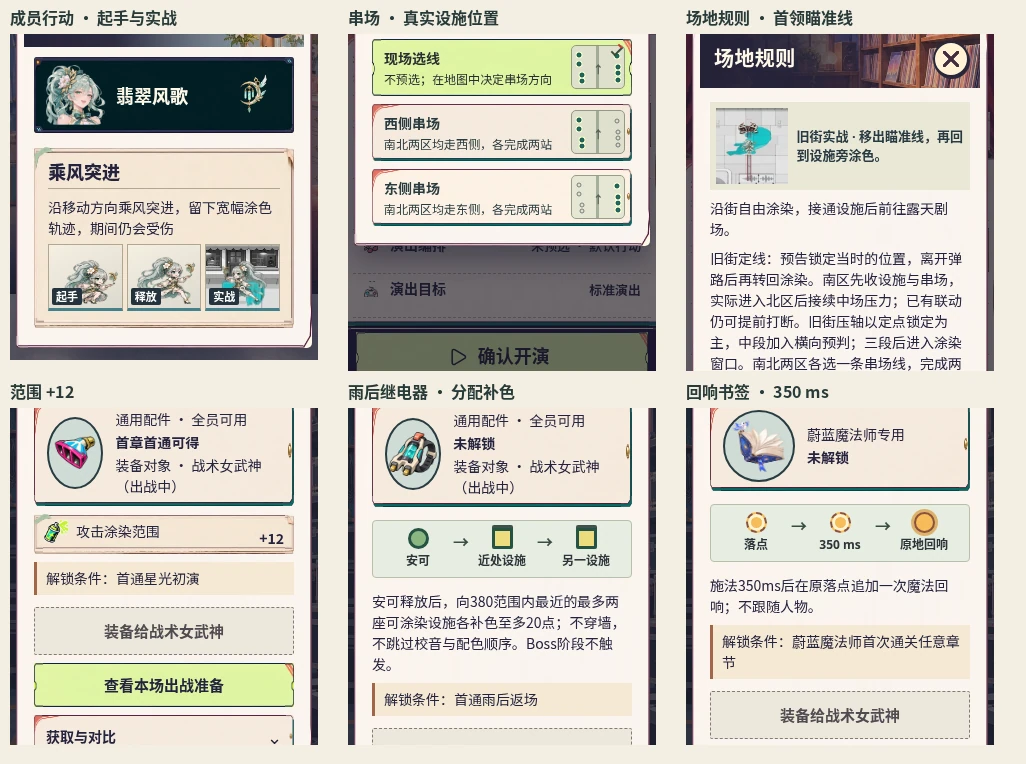 成员行动 · 起手与实战
翡翠风歌
乘风突进
沿移动方向乘风突进，留下宽幅涂色
轨迹，期间仍会受伤
起手
释放
实战
串场 · 真实设施位置
现场选线
不预选；在地图中决定串场方向
西侧串场
南北两区均走西侧，各完成两站
东侧串场
南北两区均走东侧，各完成两站
演出目标
标准演出
确认开演
场地规则 · 首领瞄准线
场地规则
旧街实战 · 移出瞄准线，再回
到设施旁涂色。
沿街自由涂染，接通设施后前往露天剧
场。
旧街定线：预告锁定当时的位置，离开弹
路后再转回涂染。南区先收设施与串场，
实际进入北区后接续中场压力；已有联动
仍可提前打断。旧街压轴以定点锁定为
主，中段加入横向预判；三段后进入涂染
窗口。南北两区各选一条串场线，完成两
范围 +12
通用配件 · 全员可用
首章首通可得
装备对象 · 战术女武神
（出战中）
攻击涂染范围
+12
解锁条件：首通星光初演
装备给战术女武神
查看本场出战准备
获取与对比
雨后继电器 · 分配补色
通用配件 · 全员可用
未解锁
装备对象 · 战术女武神
（出战中）
安可 → 近处设施 → 另一设施
安可释放后，向380范围内最近的最多两
座可涂染设施各补色至多20点；不穿墙，
不跳过校音与配色顺序。Boss阶段不触
发。
解锁条件：首通雨后返场
回响书签 · 350 ms
蔚蓝魔法师专用
未解锁
落点 → 350 ms → 原地回响
施法350ms后在原落点追加一次魔法回
响；不跟随人物。
解锁条件：蔚蓝魔法师首次通关任意章
节
装备给战术女武神